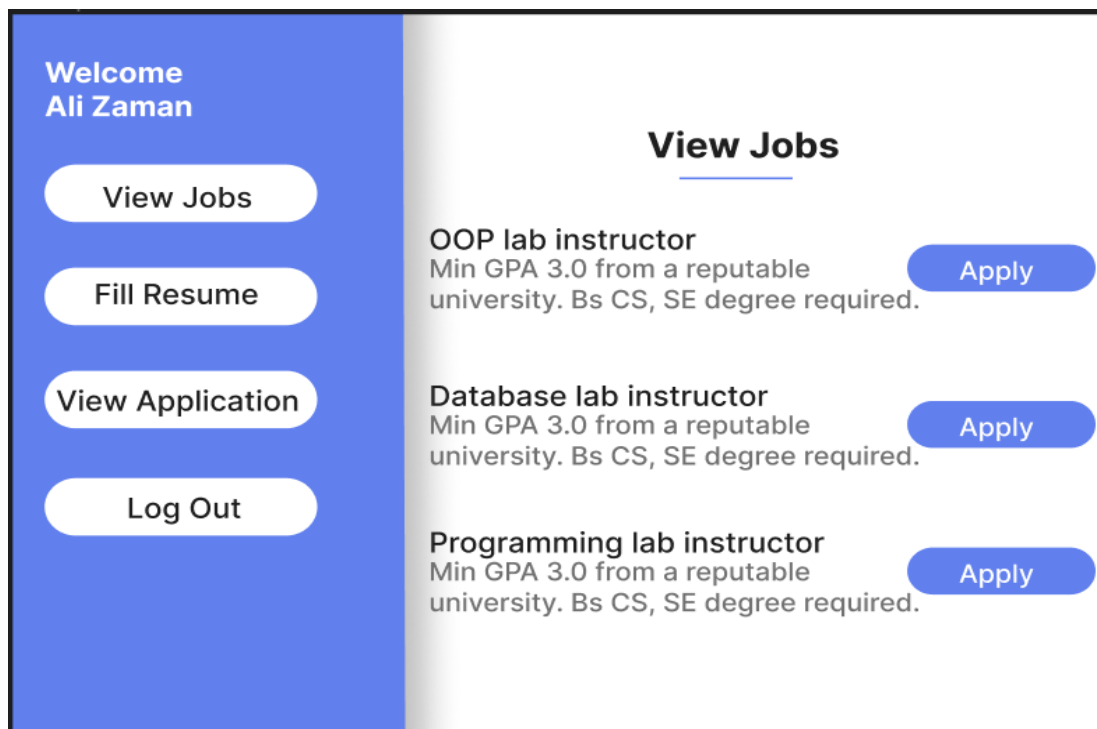 Welcome
Ali Zaman
View Jobs
Fill Resume
View Application
Log Out
View Jobs
OOP lab instructor
Min GPA 3.0 from a reputable
university. Bs CS, SE degree required.
Apply
Database lab instructor
Min GPA 3.0 from a reputable
university. Bs CS, SE degree required.
Apply
Programming lab instructor
Min GPA 3.0 from a reputable
university. Bs CS, SE degree required.
Apply